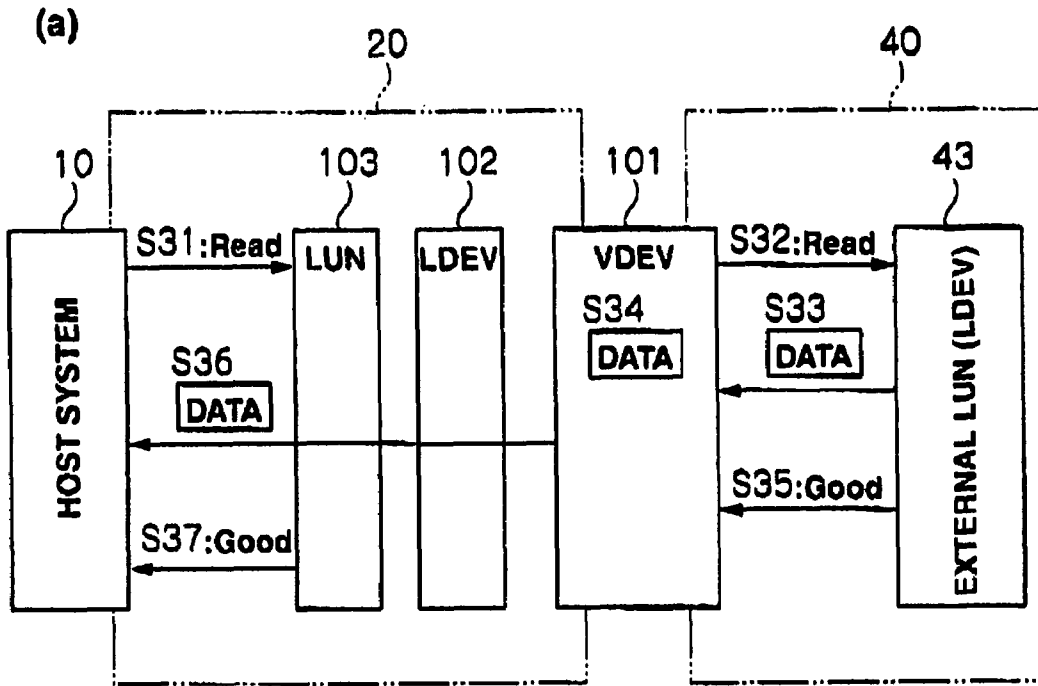 (a)
20
40
10
103
102
101
43
S31:Read
LUN
LDEV
VDEV
S32:Read
S34
DATA
S33
DATA
S36
DATA
HOST SYSTEM
EXTERNAL LUN (LDEV)
S35:Good
S37:Good